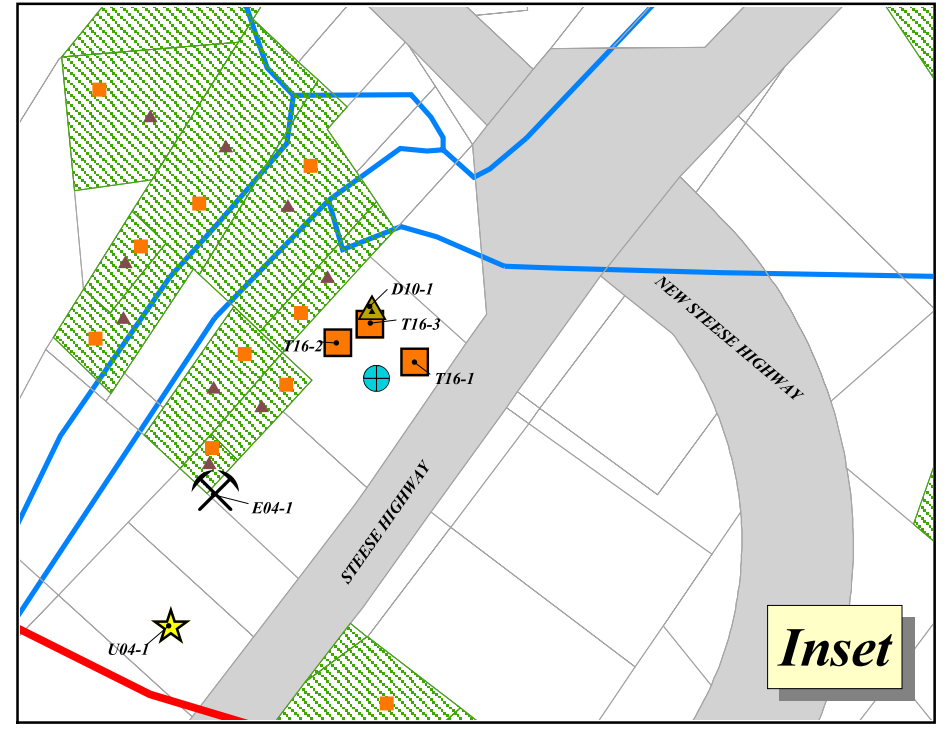 D10-1
T16-3
T16-2
T16-1
E04-1
U04-1
NEW STEESE HIGHWAY
STEESE HIGHWAY
Inset